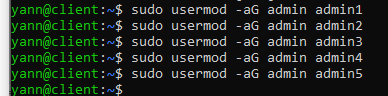 yann@client:~$ sudo usermod -aG admin admin1
yann@client:~$ sudo usermod -aG admin admin2
yann@client:~$ sudo usermod -aG admin admin3
yann@client:~$ sudo usermod -aG admin admin4
yann@client:~$ sudo usermod -aG admin admin5
yann@client:~$